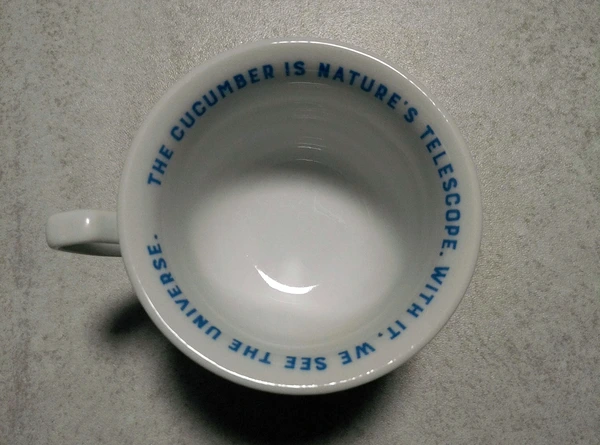 THE CUCUMBER IS NATURE'S TELESCOPE. WITH IT. WE SEE THE UNIVERSE.